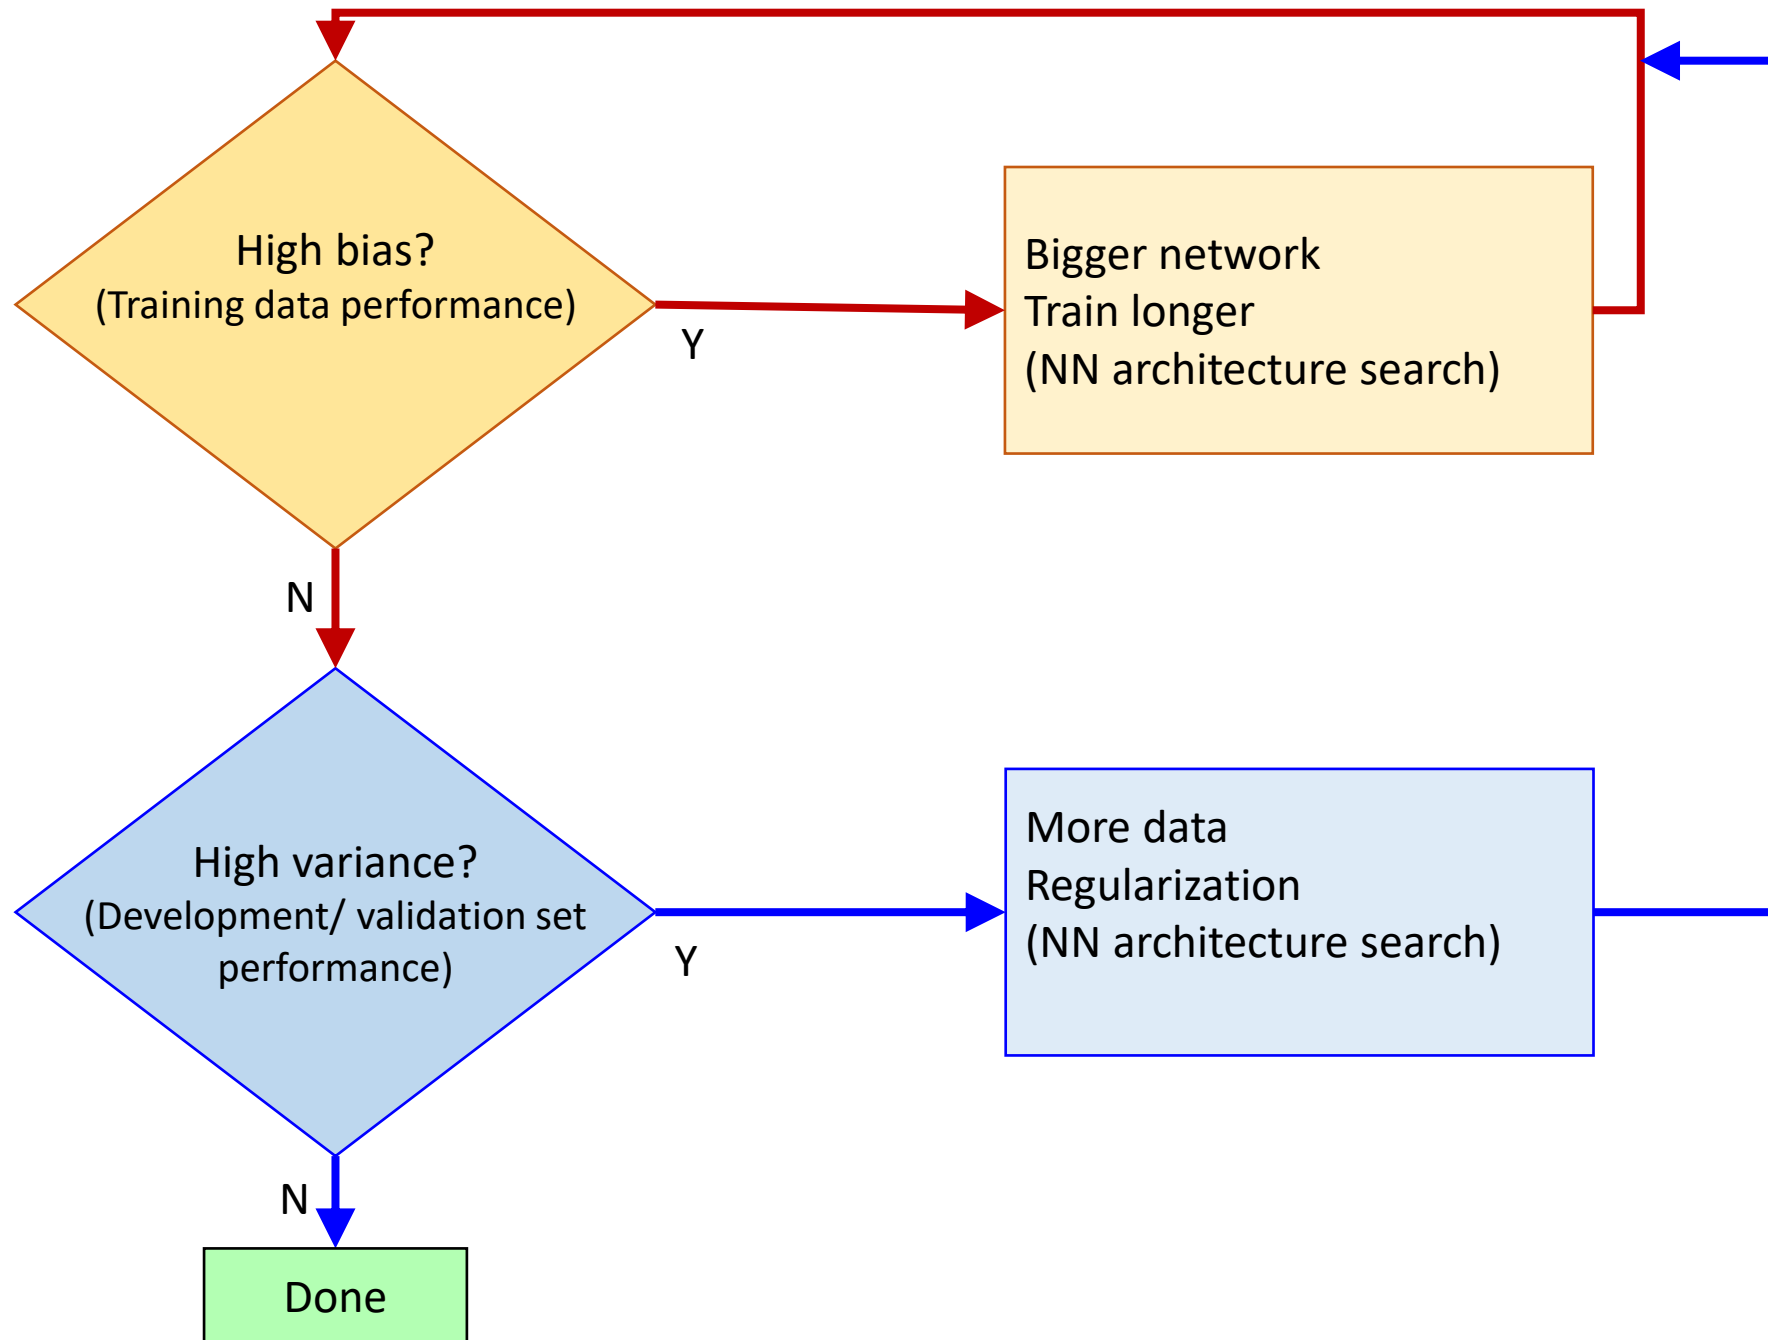 High bias?
(Training data performance)
Y
Bigger network
Train longer
(NN architecture search)
N
High variance?
(Development/ validation set
performance)
Y
More data
Regularization
(NN architecture search)
N
Done